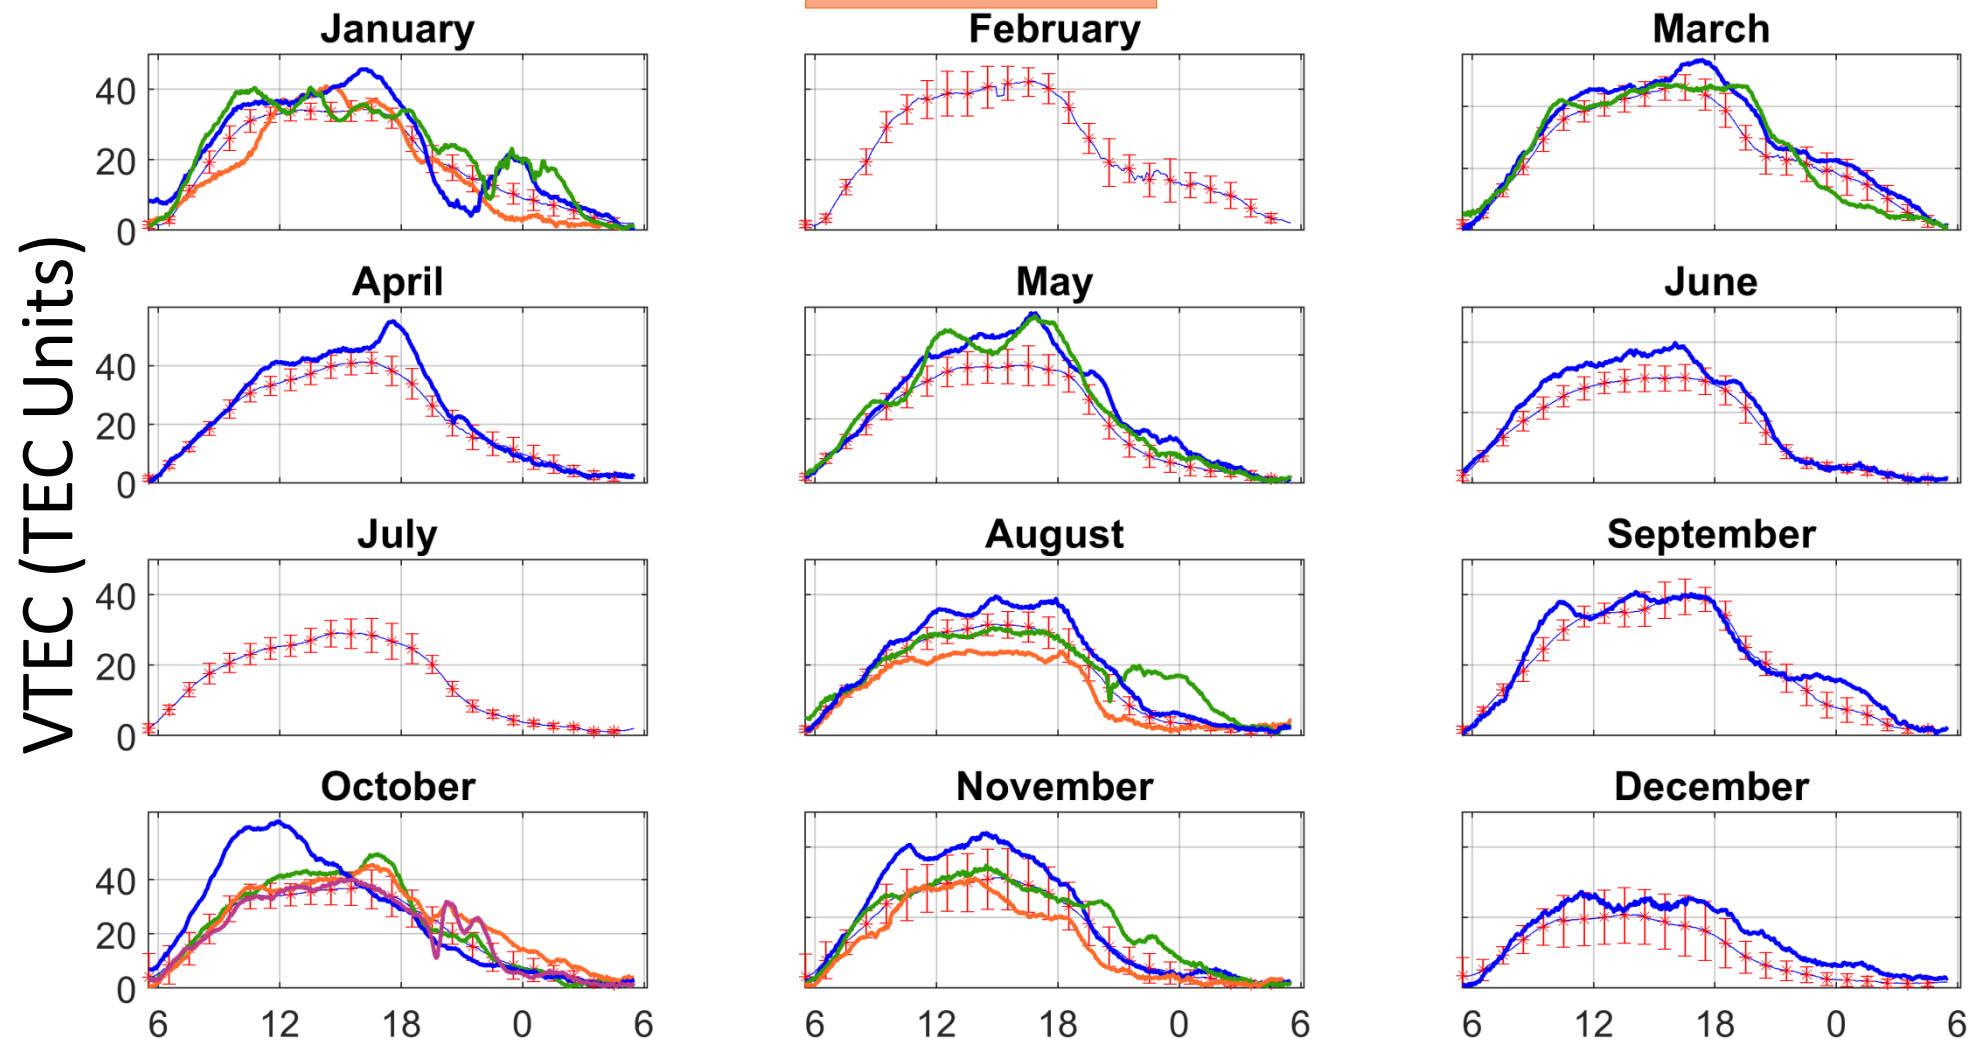 January February March
40
20
0
April May June
40
20
0
July August September
40
20
0
October November December
40
20
0
6 12 18 0 6 6 12 18 0 6 6 12 18 0 6
VTEC (TEC Units)